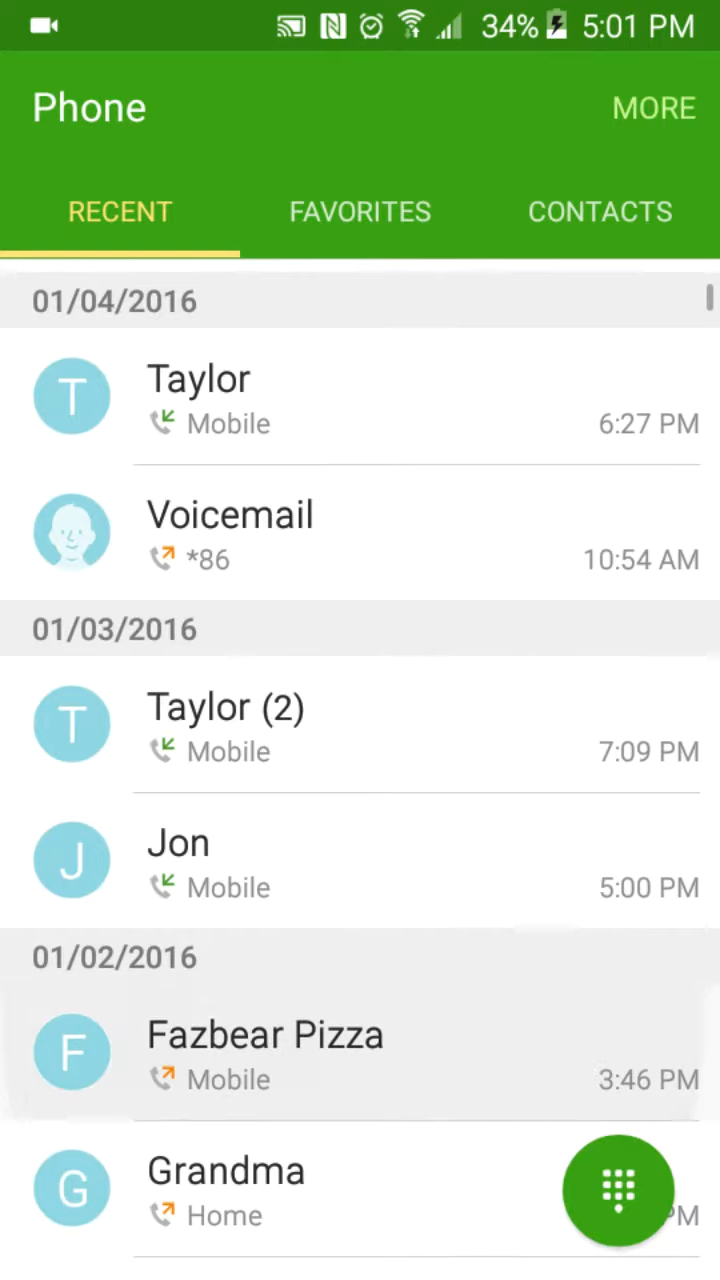 34% 5:01 PM
Phone MORE
RECENT FAVORITES CONTACTS
01/04/2016
T Taylor
Mobile 6:27 PM
Voicemail
*86 10:54 AM
01/03/2016
T Taylor (2)
Mobile 7:09 PM
J Jon
Mobile 5:00 PM
01/02/2016
F Fazbear Pizza
Mobile 3:46 PM
G Grandma
Home PM